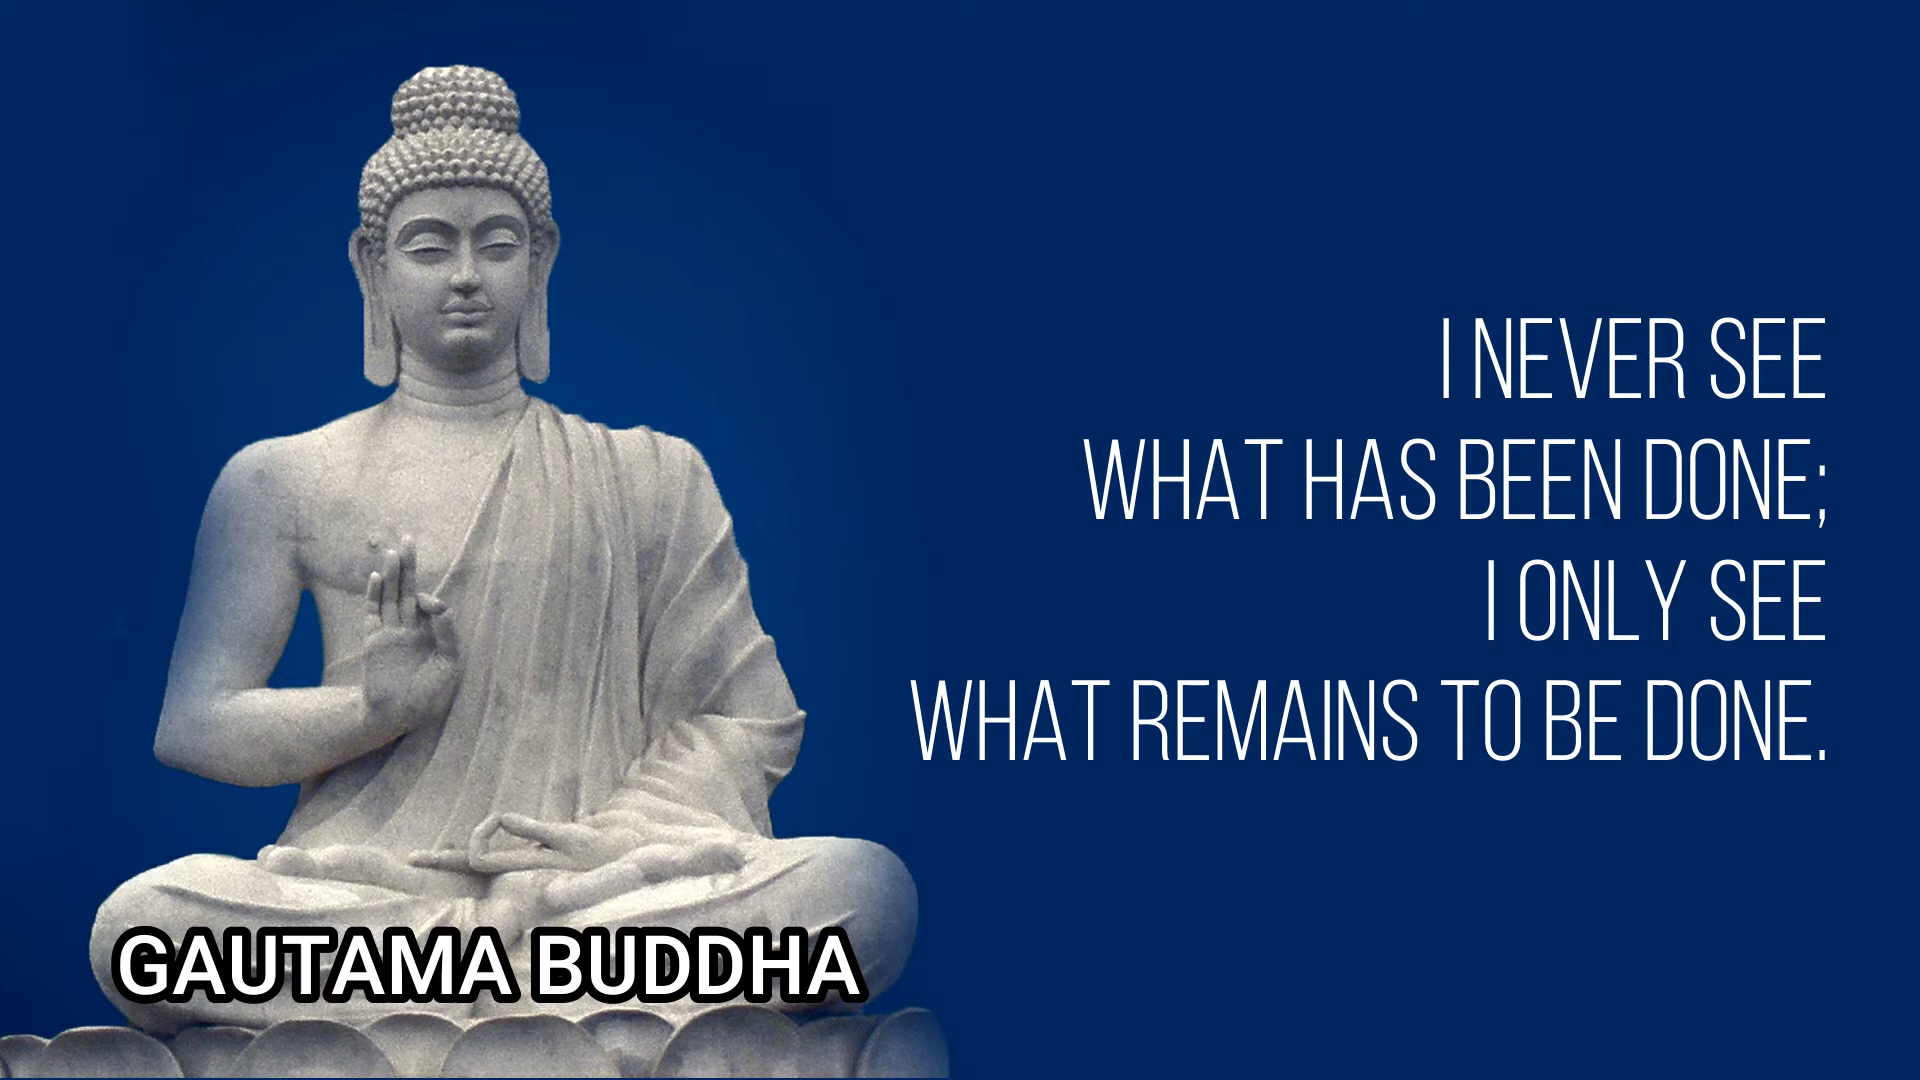 I NEVER SEE
WHAT HAS BEEN DONE;
I ONLY SEE
WHAT REMAINS TO BE DONE.
GAUTAMA BUDDHA